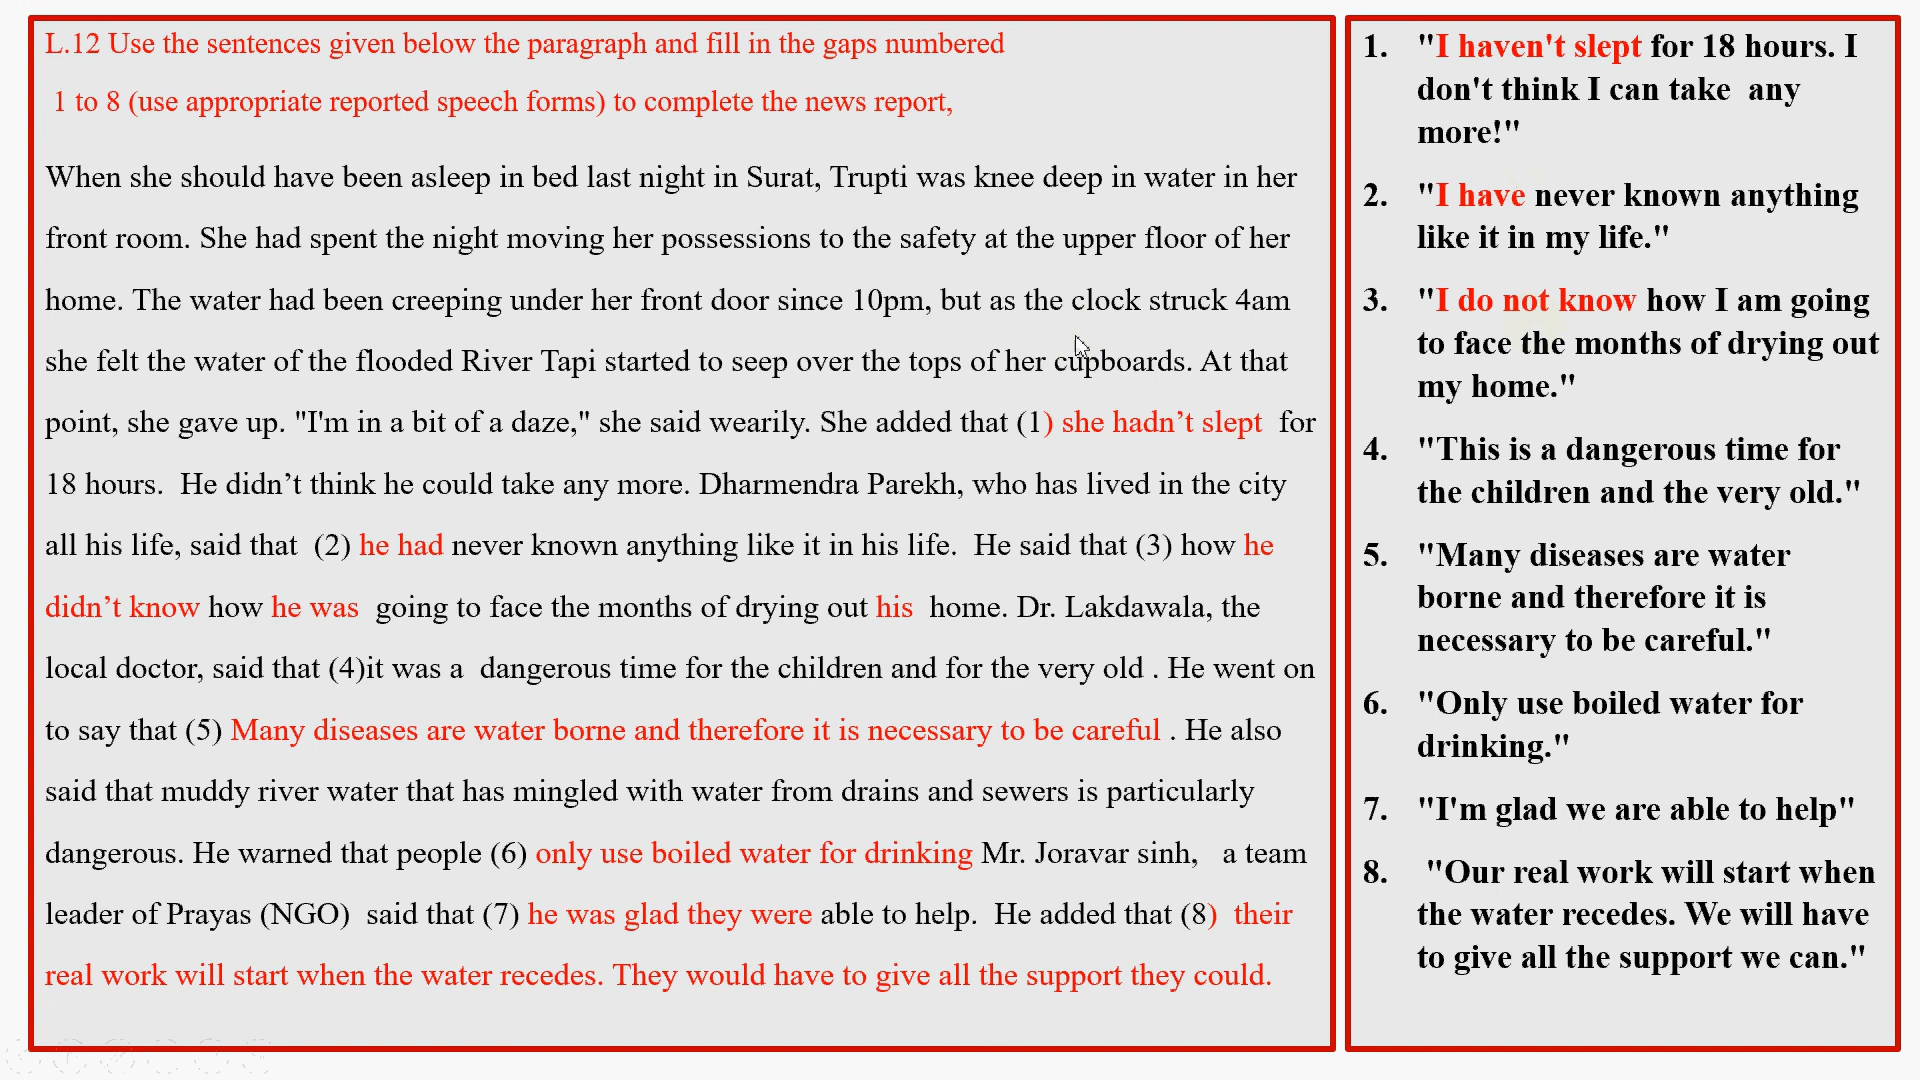 L.12 Use the sentences given below the paragraph and fill in the gaps numbered
1 to 8 (use appropriate reported speech forms) to complete the news report,
When she should have been asleep in bed last night in Surat, Trupti was knee deep in water in her
front room. She had spent the night moving her possessions to the safety at the upper floor of her
home. The water had been creeping under her front door since 10pm, but as the clock struck 4am
she felt the water of the flooded River Tapi started to seep over the tops of her cupboards. At that
point, she gave up. "I'm in a bit of a daze," she said wearily. She added that (1) she hadn’t slept for
18 hours. He didn’t think he could take any more. Dharmendra Parekh, who has lived in the city
all his life, said that (2) he had never known anything like it in his life. He said that (3) how he
didn’t know how he was going to face the months of drying out his home. Dr. Lakdawala, the
local doctor, said that (4)it was a dangerous time for the children and for the very old . He went on
to say that (5) Many diseases are water borne and therefore it is necessary to be careful . He also
said that muddy river water that has mingled with water from drains and sewers is particularly
dangerous. He warned that people (6) only use boiled water for drinking Mr. Joravar sinh, a team
leader of Prayas (NGO) said that (7) he was glad they were able to help. He added that (8) their
real work will start when the water recedes. They would have to give all the support they could.
1. "I haven't slept for 18 hours. I
don't think I can take any
more!"
2. "I have never known anything
like it in my life."
3. "I do not know how I am going
to face the months of drying out
my home."
4. "This is a dangerous time for
the children and the very old."
5. "Many diseases are water
borne and therefore it is
necessary to be careful."
6. "Only use boiled water for
drinking."
7. "I'm glad we are able to help"
8. "Our real work will start when
the water recedes. We will have
to give all the support we can."